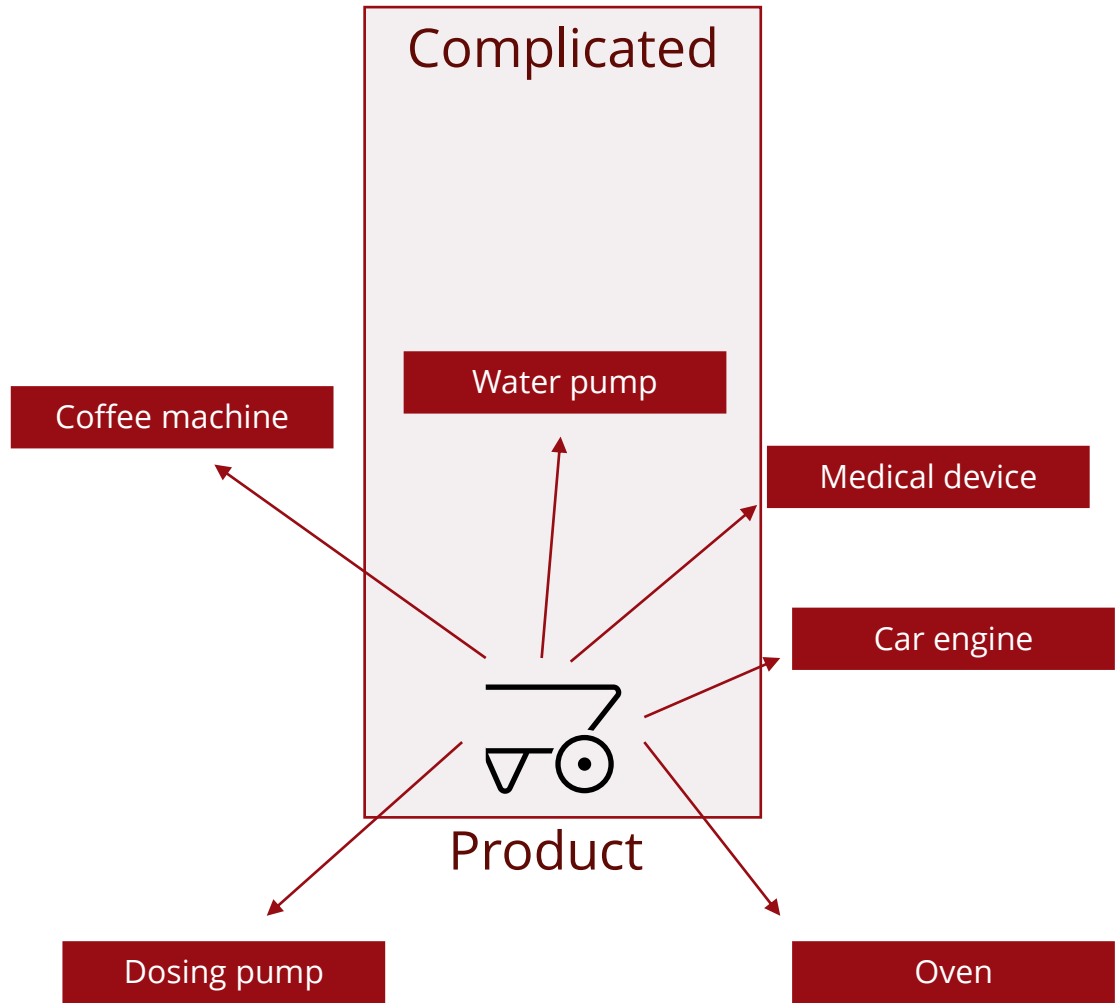 Complicated
Water pump
Coffee machine
Medical device
Car engine
Product
Dosing pump
Oven